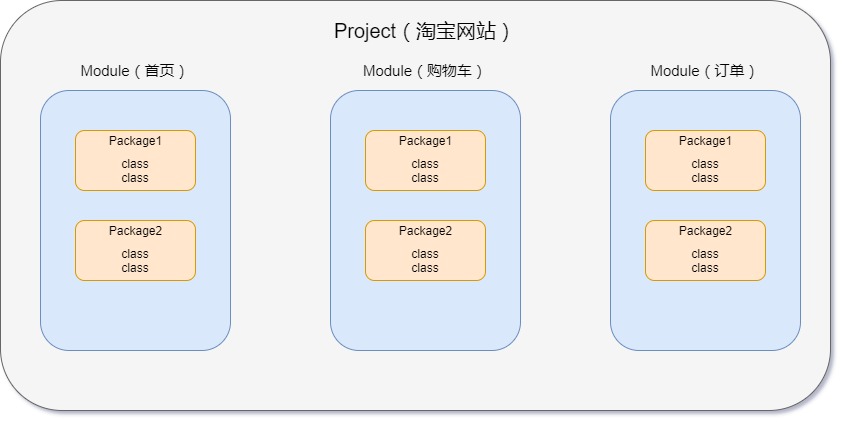 Project（淘宝网站）
Module（首页）
Package1
class
class
Package2
class
class
Module（购物车）
Package1
class
class
Package2
class
class
Module（订单）
Package1
class
class
Package2
class
class